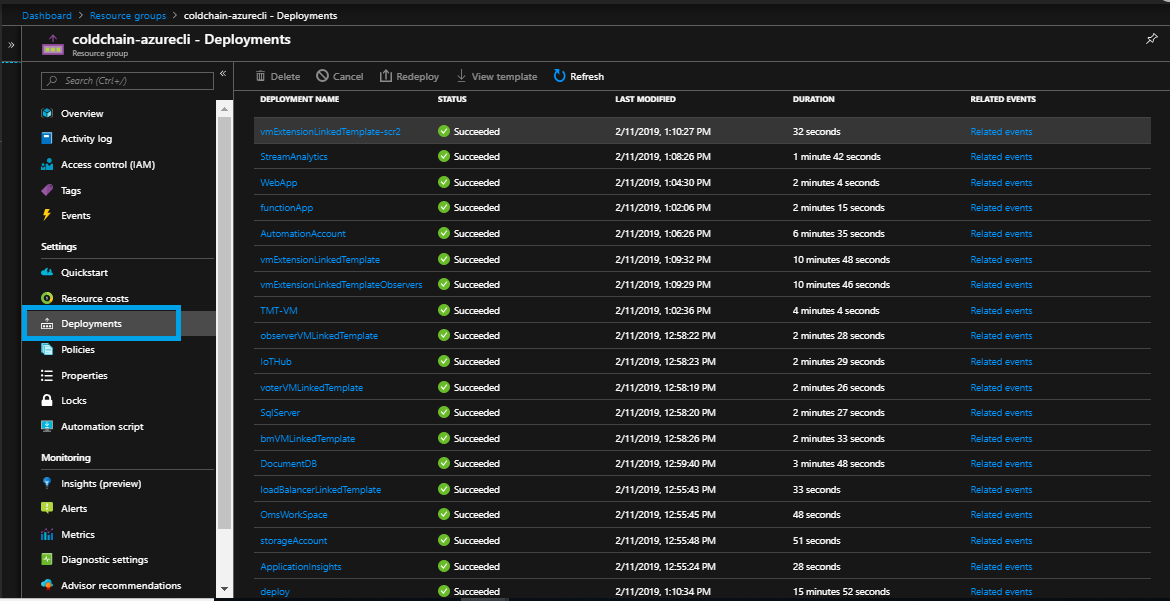 Dashboard > Resource groups > coldchain-azurecli - Deployments
» coldchain-azurecli - Deployments
Resource group
Search (Ctrl+/) «
Overview
Activity log
Access control (IAM)
Tags
Events
Settings
Quickstart
Resource costs
Deployments
Policies
Properties
Locks
Automation script
Monitoring
Insights (preview)
Alerts
Metrics
Diagnostic settings
Advisor recommendations
Delete Cancel Redeploy View template Refresh
DEPLOYMENT NAME STATUS LAST MODIFIED DURATION RELATED EVENTS
vmExtensionLinkedTemplate-scr2 Succeeded 2/11/2019, 1:10:27 PM 32 seconds Related events
StreamAnalytics Succeeded 2/11/2019, 1:08:26 PM 1 minute 42 seconds Related events
WebApp Succeeded 2/11/2019, 1:04:30 PM 2 minutes 4 seconds Related events
functionApp Succeeded 2/11/2019, 1:02:06 PM 2 minutes 15 seconds Related events
AutomationAccount Succeeded 2/11/2019, 1:06:26 PM 6 minutes 35 seconds Related events
vmExtensionLinkedTemplate Succeeded 2/11/2019, 1:09:32 PM 10 minutes 48 seconds Related events
vmExtensionLinkedTemplateObservers Succeeded 2/11/2019, 1:09:29 PM 10 minutes 46 seconds Related events
TMT-VM Succeeded 2/11/2019, 1:02:36 PM 4 minutes 4 seconds Related events
observerVMLinkedTemplate Succeeded 2/11/2019, 12:58:22 PM 2 minutes 28 seconds Related events
IoTHub Succeeded 2/11/2019, 12:58:23 PM 2 minutes 29 seconds Related events
voterVMLinkedTemplate Succeeded 2/11/2019, 12:58:19 PM 2 minutes 26 seconds Related events
SqlServer Succeeded 2/11/2019, 12:58:20 PM 2 minutes 27 seconds Related events
bmVMLinkedTemplate Succeeded 2/11/2019, 12:58:26 PM 2 minutes 33 seconds Related events
DocumentDB Succeeded 2/11/2019, 12:59:40 PM 3 minutes 48 seconds Related events
loadBalancerLinkedTemplate Succeeded 2/11/2019, 12:55:43 PM 33 seconds Related events
OmsWorkSpace Succeeded 2/11/2019, 12:55:45 PM 48 seconds Related events
storageAccount Succeeded 2/11/2019, 12:55:48 PM 51 seconds Related events
ApplicationInsights Succeeded 2/11/2019, 12:55:24 PM 28 seconds Related events
deploy Succeeded 2/11/2019, 1:10:34 PM 15 minutes 52 seconds Related events